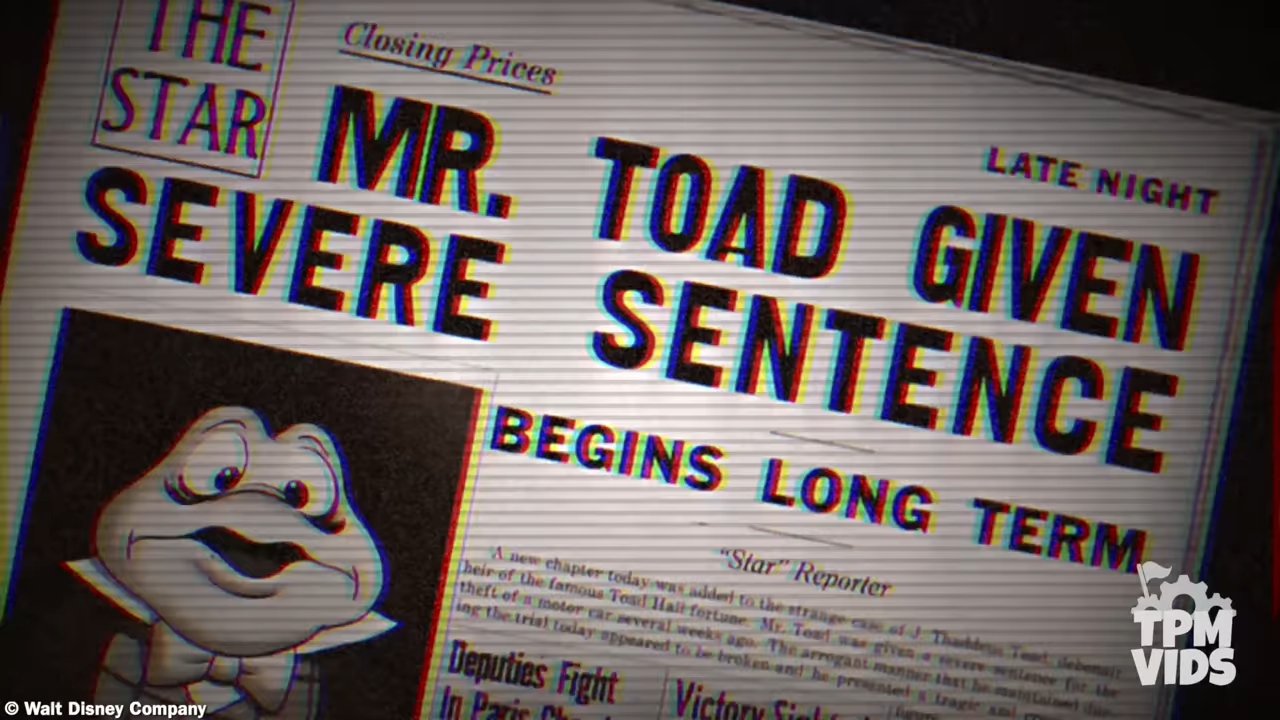 THE
STAR
Closing Prices
LATE NIGHT
MR. TOAD GIVEN
SEVERE SENTENCE
BEGINS LONG TERM
"Star" Reporter
A new chapter today was added to the strange case of J. Thaddeus Toad, debonair
heir of the famous Toad Hall fortune. Mr. Toad was given a severe sentence for the
theft of a motor car several weeks ago. The arrogant manner that he maintained dur-
ing the trial today appeared to be broken and he presented a tragic and
Deputies Fight
In Paris
Victory
TPM
VIDS
© Walt Disney Company